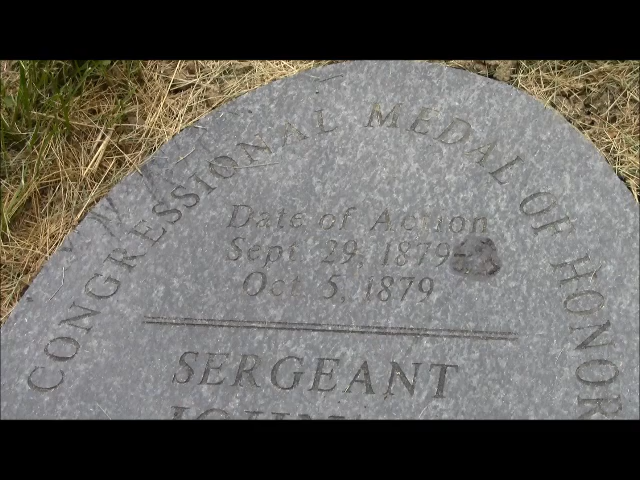 CONGRESSIONAL MEDAL OF HONOR
Date of Action
Sept 29, 1879-
Oct 5, 1879
SERGEANT